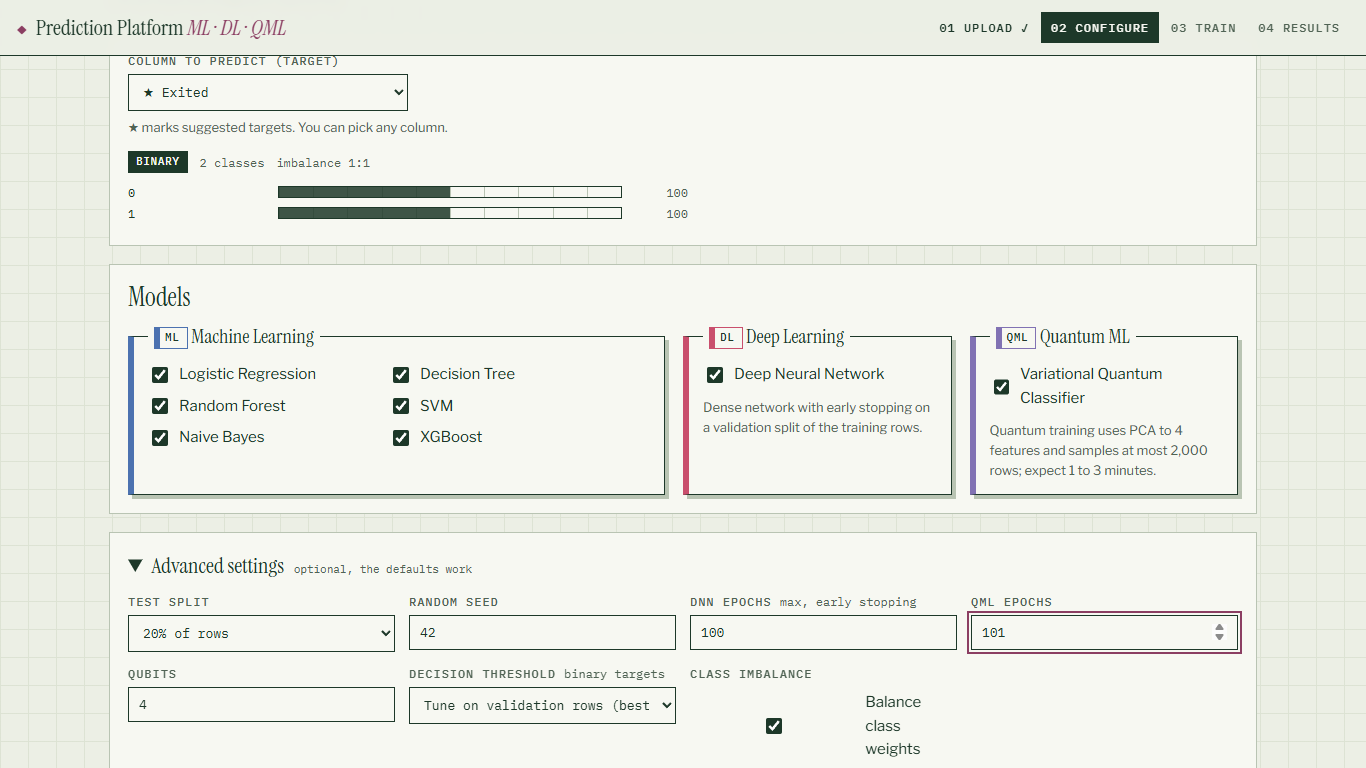 ◆ Prediction Platform ML · DL · QML
01 UPLOAD ✓ 02 CONFIGURE 03 TRAIN 04 RESULTS
COLUMN TO PREDICT (TARGET)
★ Exited
★ marks suggested targets. You can pick any column.
BINARY 2 classes imbalance 1:1
0 100
1 100
Models
ML Machine Learning
Logistic Regression
Decision Tree
Random Forest
SVM
Naive Bayes
XGBoost
DL Deep Learning
Deep Neural Network
Dense network with early stopping on
a validation split of the training rows.
QML Quantum ML
Variational Quantum
Classifier
Quantum training uses PCA to 4
features and samples at most 2,000
rows; expect 1 to 3 minutes.
▼ Advanced settings optional, the defaults work
TEST SPLIT
20% of rows
RANDOM SEED
42
DNN EPOCHS max, early stopping
100
QML EPOCHS
101
QUBITS
4
DECISION THRESHOLD binary targets
Tune on validation rows (best
CLASS IMBALANCE
Balance
class
weights